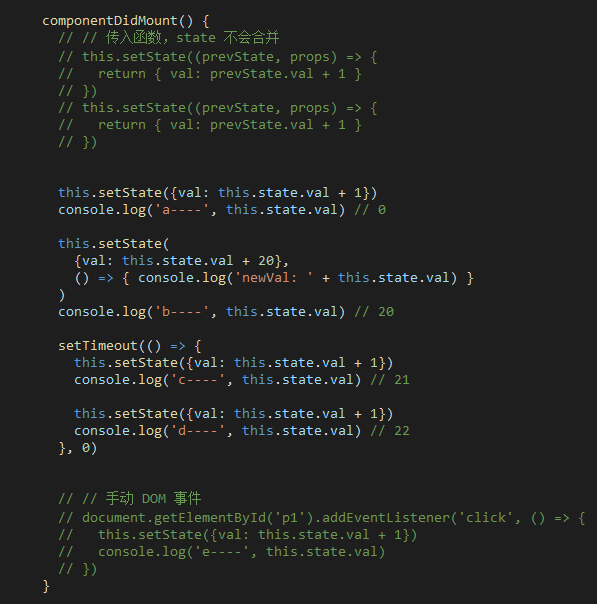 componentDidMount() {
  // // 传入函数，state 不会合并
  // this.setState((prevState, props) => {
  //   return { val: prevState.val + 1 }
  // })
  // this.setState((prevState, props) => {
  //   return { val: prevState.val + 1 }
  // })
  this.setState({val: this.state.val + 1})
  console.log('a----', this.state.val) // 0
  this.setState(
    {val: this.state.val + 20},
    () => { console.log('newVal: ' + this.state.val) }
  )
  console.log('b----', this.state.val) // 20
  setTimeout(() => {
    this.setState({val: this.state.val + 1})
    console.log('c----', this.state.val) // 21
    this.setState({val: this.state.val + 1})
    console.log('d----', this.state.val) // 22
  }, 0)
  // // 手动 DOM 事件
  // document.getElementById('p1').addEventListener('click', () => {
  //   this.setState({val: this.state.val + 1})
  //   console.log('e----', this.state.val)
  // })
}